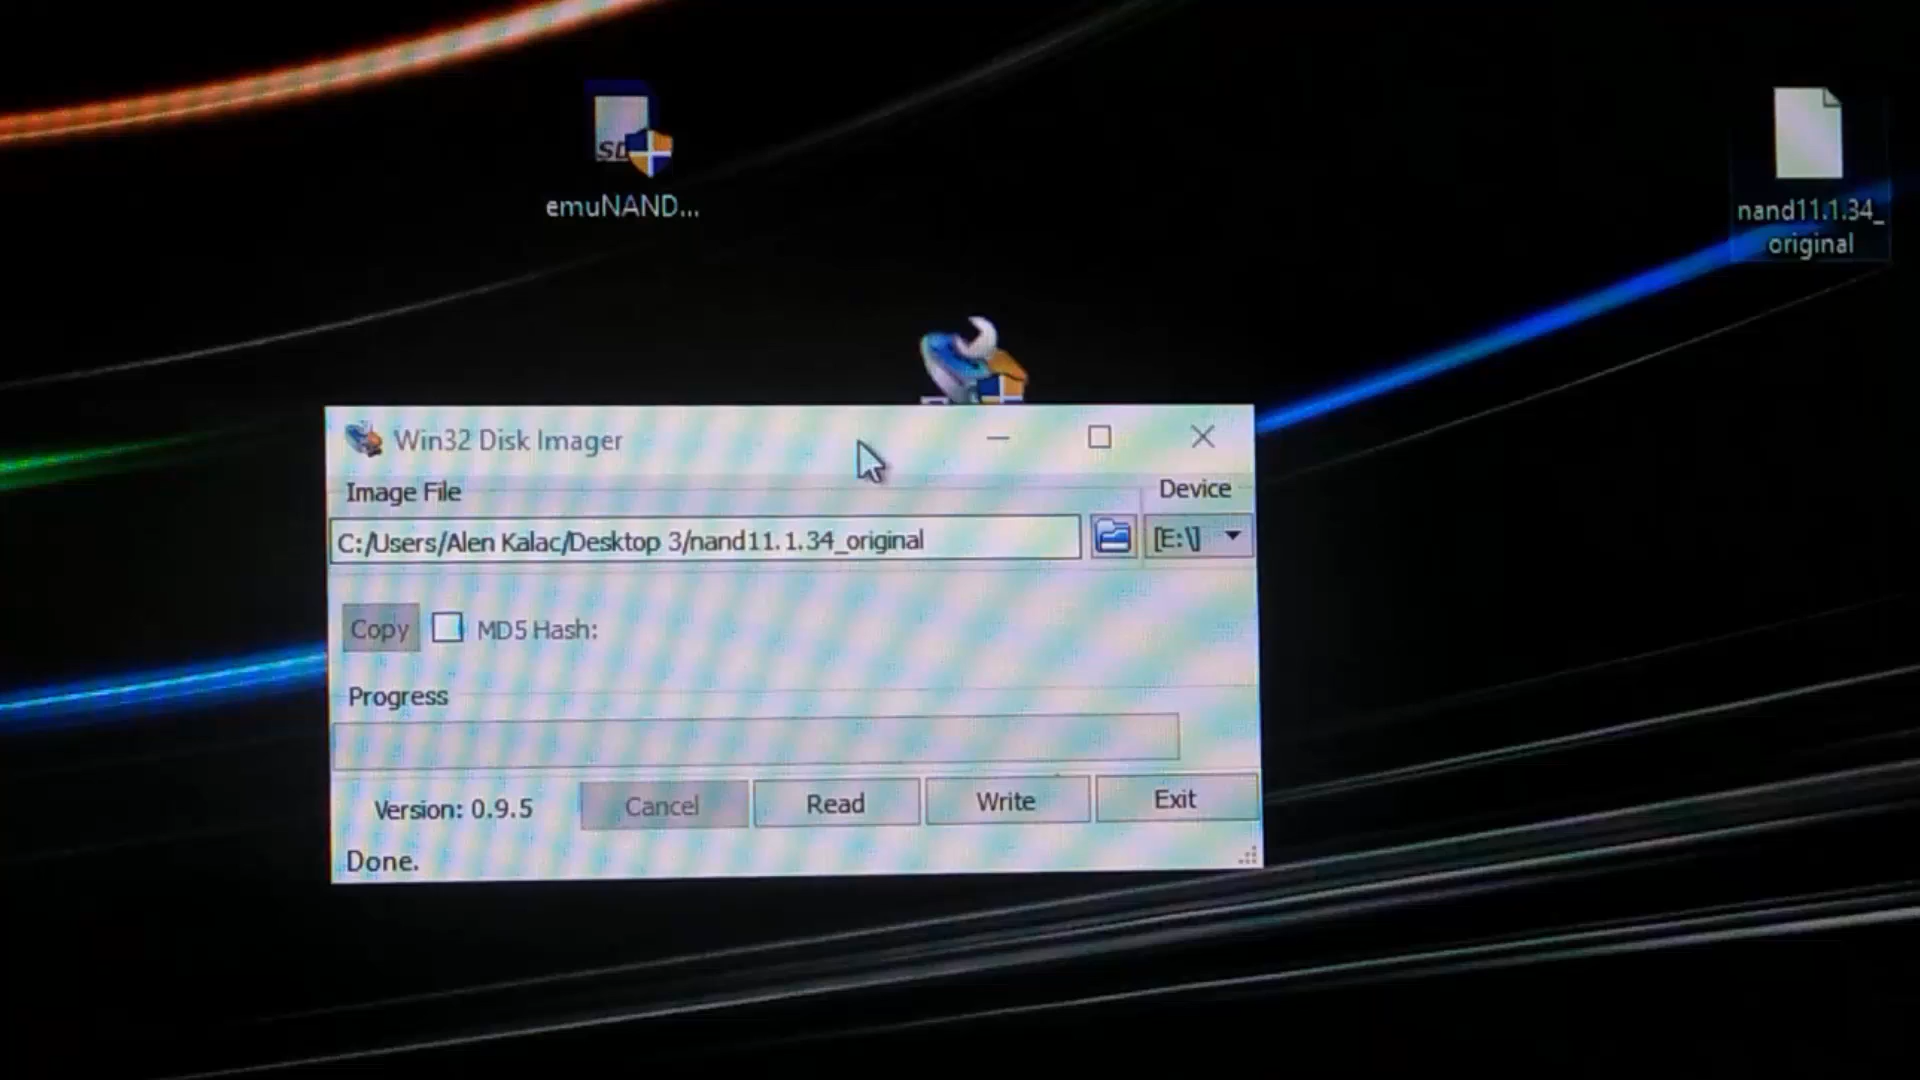 SD
emuNAND...
nand11.1.34_
original
Win32 Disk Imager
Image File
Device
C:/Users/Alen Kalac/Desktop 3/nand11.1.34_original
[E:\]
Copy
MD5 Hash:
Progress
Version: 0.9.5
Cancel
Read
Write
Exit
Done.